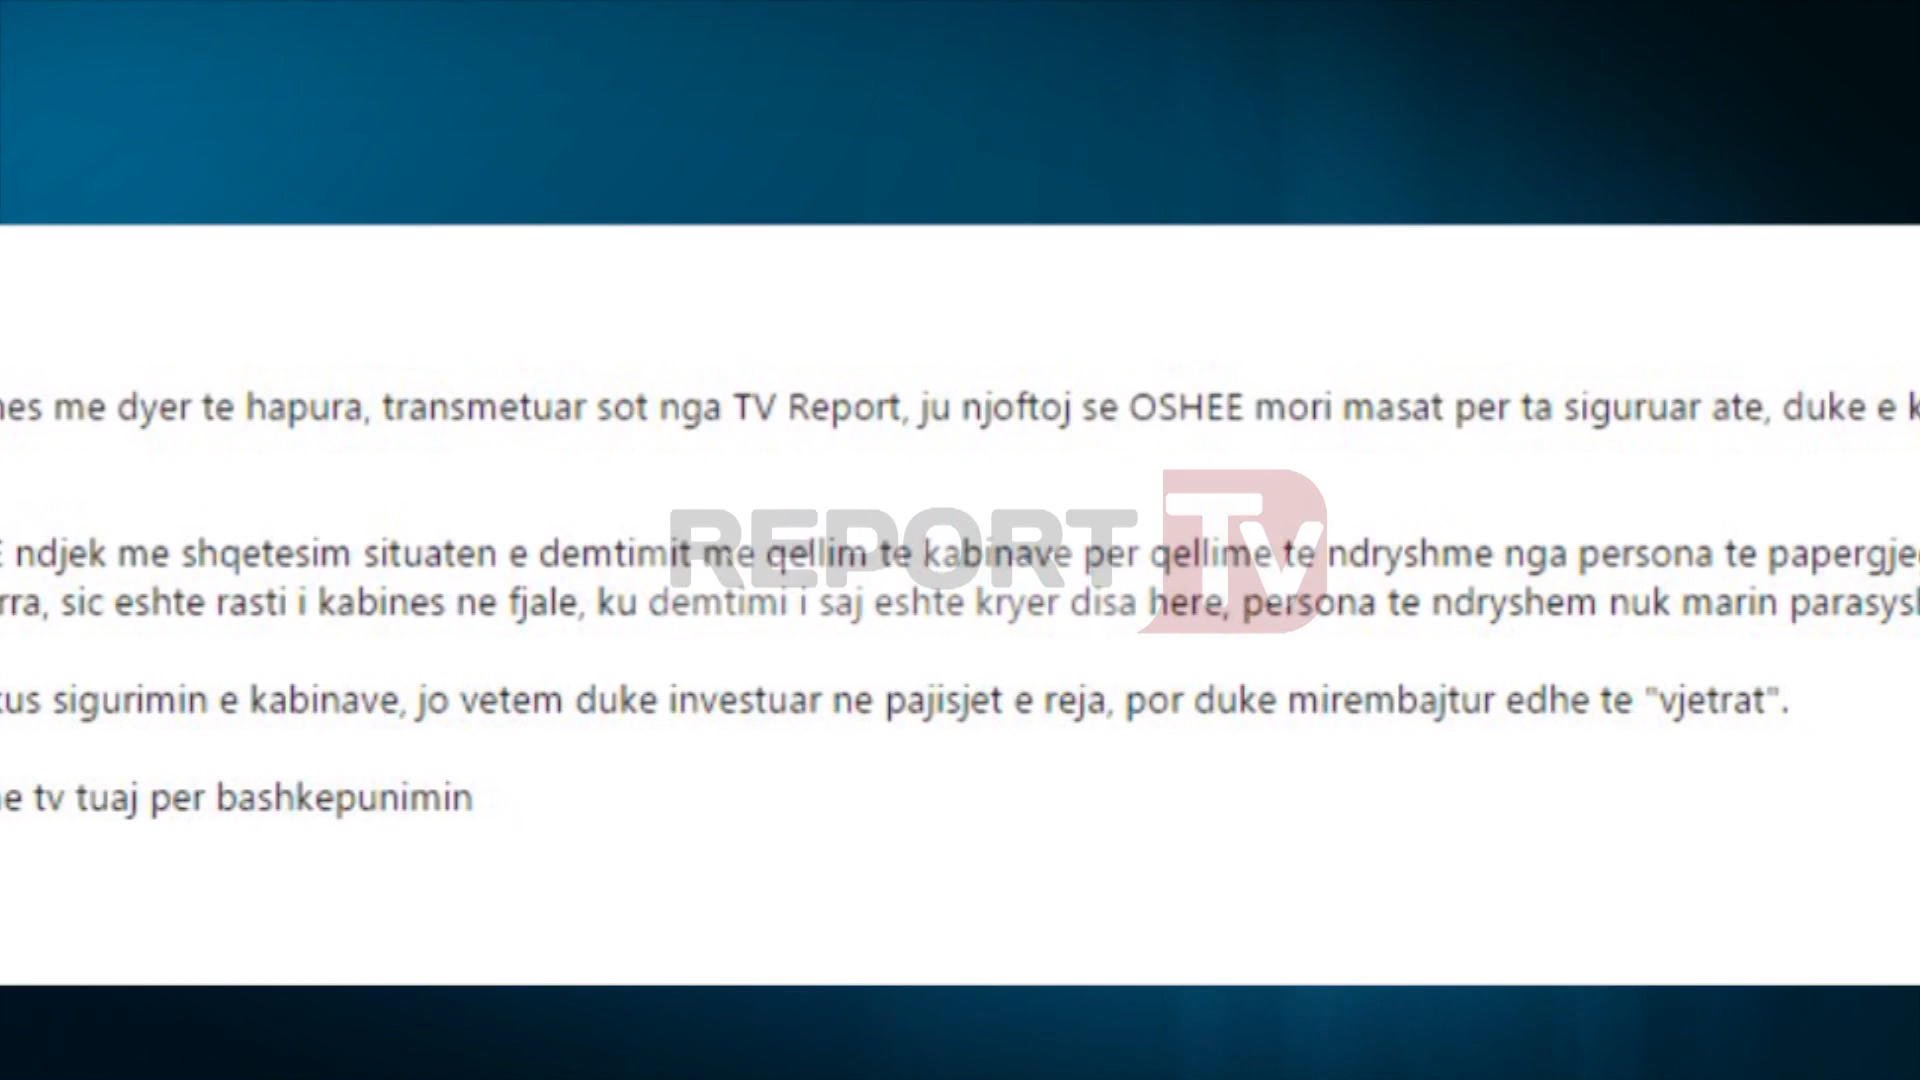 nes me dyer te hapura, transmetuar sot nga TV Report, ju njoftoj se OSHEE mori masat per ta siguruar ate, duke e k
REPORT Tv
ndjek me shqetesim situaten e demtimit me qellim te kabinave per qellime te ndryshme nga persona te papergje
rra, sic eshte rasti i kabines ne fjale, ku demtimi i saj eshte kryer disa here, persona te ndryshem nuk marin parasysh
kus sigurimin e kabinave, jo vetem duke investuar ne pajisjet e reja, por duke mirembajtur edhe te "vjetrat".
e tv tuaj per bashkepunimin